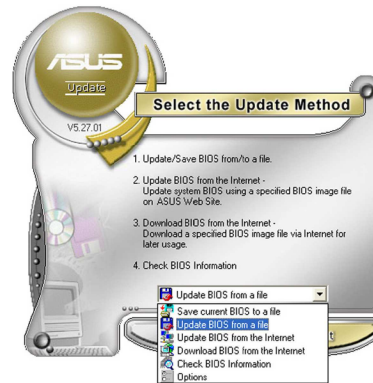 ASUS
Update
V5.27.01
Select the Update Method
1. Update/Save BIOS from/to a file.
2. Update BIOS from the Internet -
Update system BIOS using a specified BIOS image file
on ASUS Web Site.
3. Download BIOS from the Internet -
Download a specified BIOS image file via Internet for
later usage.
4. Check BIOS Information
Update BIOS from a file
Save current BIOS to a file
Update BIOS from a file
Update BIOS from the Internet
Download BIOS from the Internet
Check BIOS Information
Options